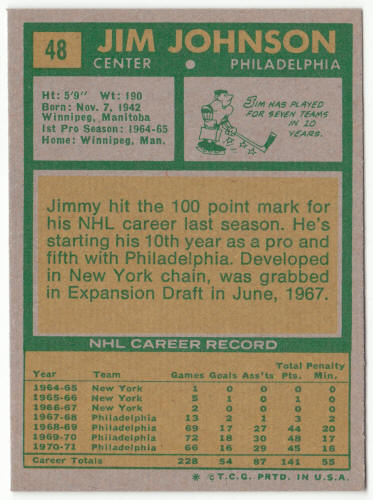 48
JIM JOHNSON
CENTER • PHILADELPHIA
Ht: 5'9" Wt: 190
Born: Nov. 7, 1942
Winnipeg, Manitoba
1st Pro Season: 1964-65
Home: Winnipeg, Man.
JIM HAS PLAYED
FOR SEVEN TEAMS
IN 10
YEARS.
Jimmy hit the 100 point mark for
his NHL career last season. He's
starting his 10th year as a pro and
fifth with Philadelphia. Developed
in New York chain, was grabbed
in Expansion Draft in June, 1967.
NHL CAREER RECORD
Total Penalty
Year Team Games Goals Ass'ts Pts. Min.
1964-65 New York 1 0 0 0 0
1965-66 New York 5 1 0 1 0
1966-67 New York 2 0 0 0 0
1967-68 Philadelphia 13 2 1 3 2
1968-69 Philadelphia 69 17 27 44 20
1969-70 Philadelphia 72 18 30 48 17
1970-71 Philadelphia 66 16 29 45 16
Career Totals 228 54 87 141 55
* © T.C.G. PRTD. IN U.S.A.